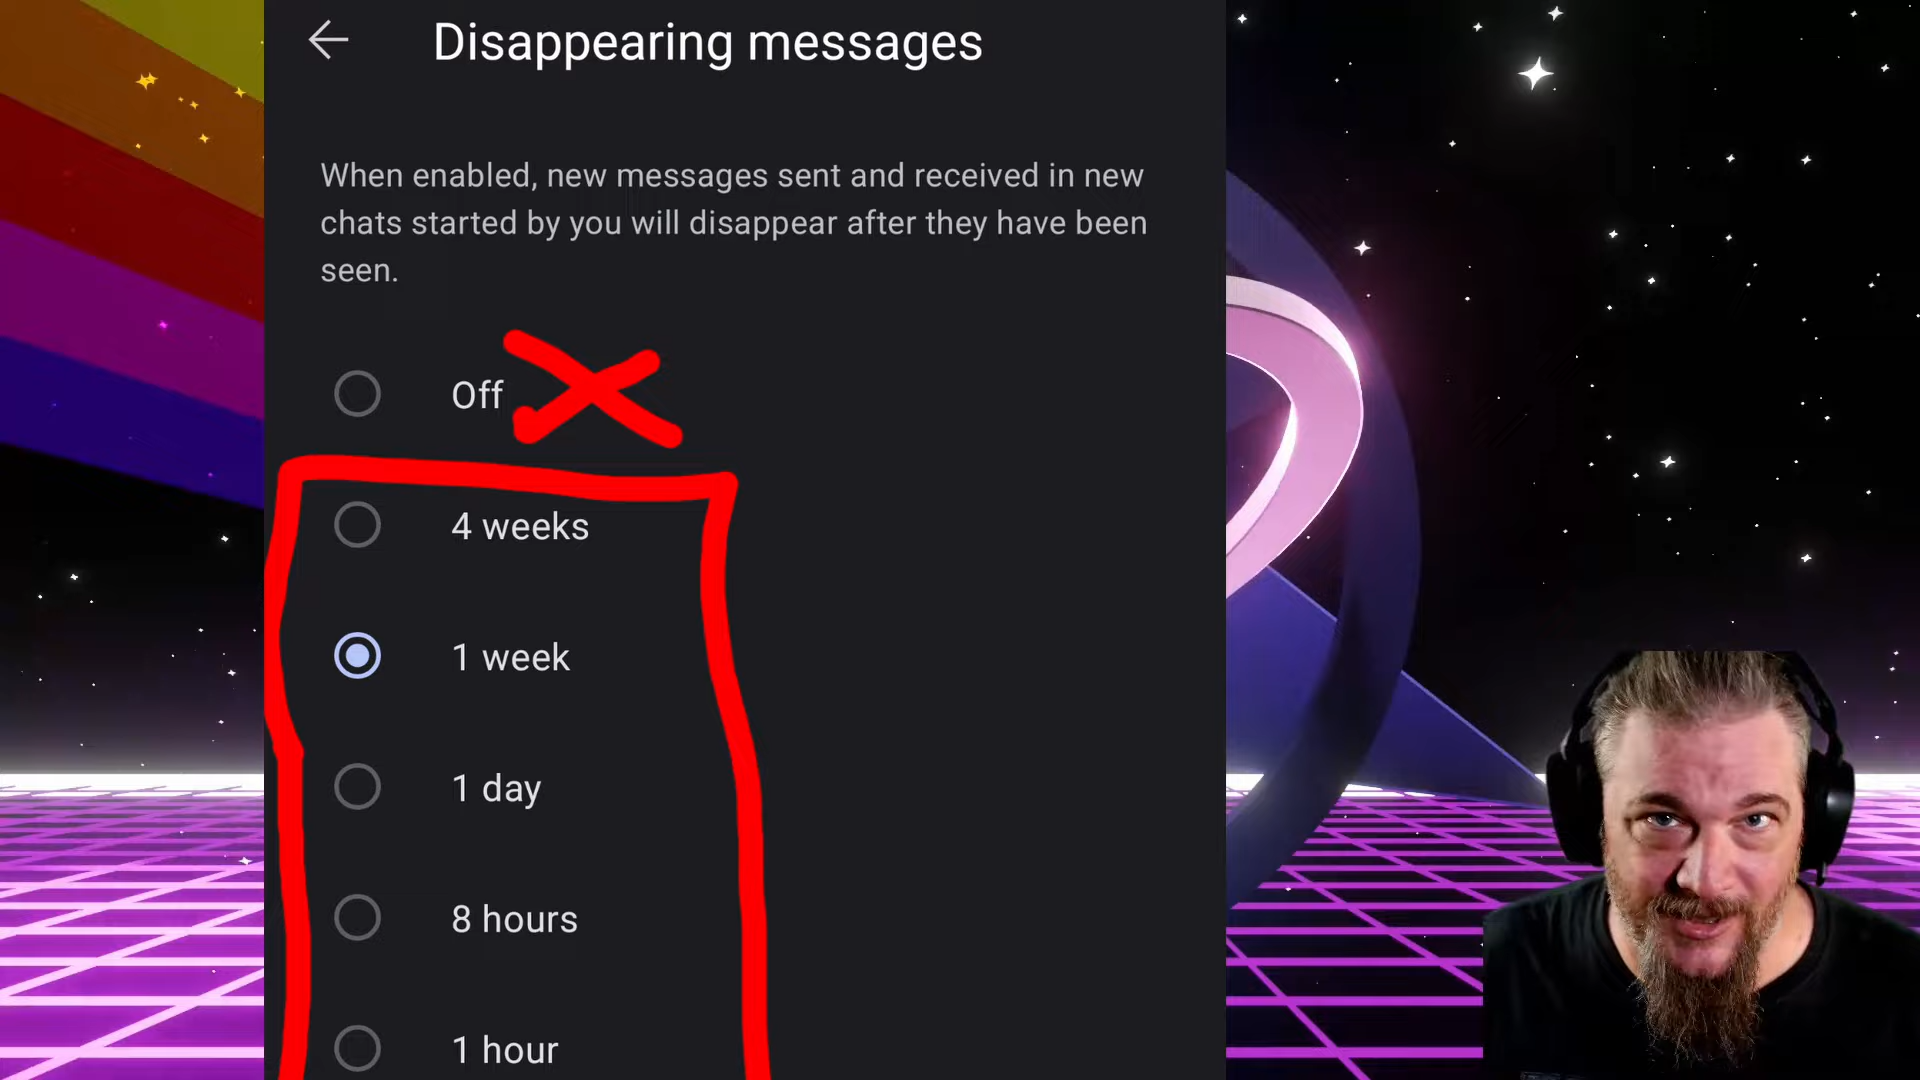 Disappearing messages
When enabled, new messages sent and received in new
chats started by you will disappear after they have been
seen.
Off
4 weeks
1 week
1 day
8 hours
1 hour